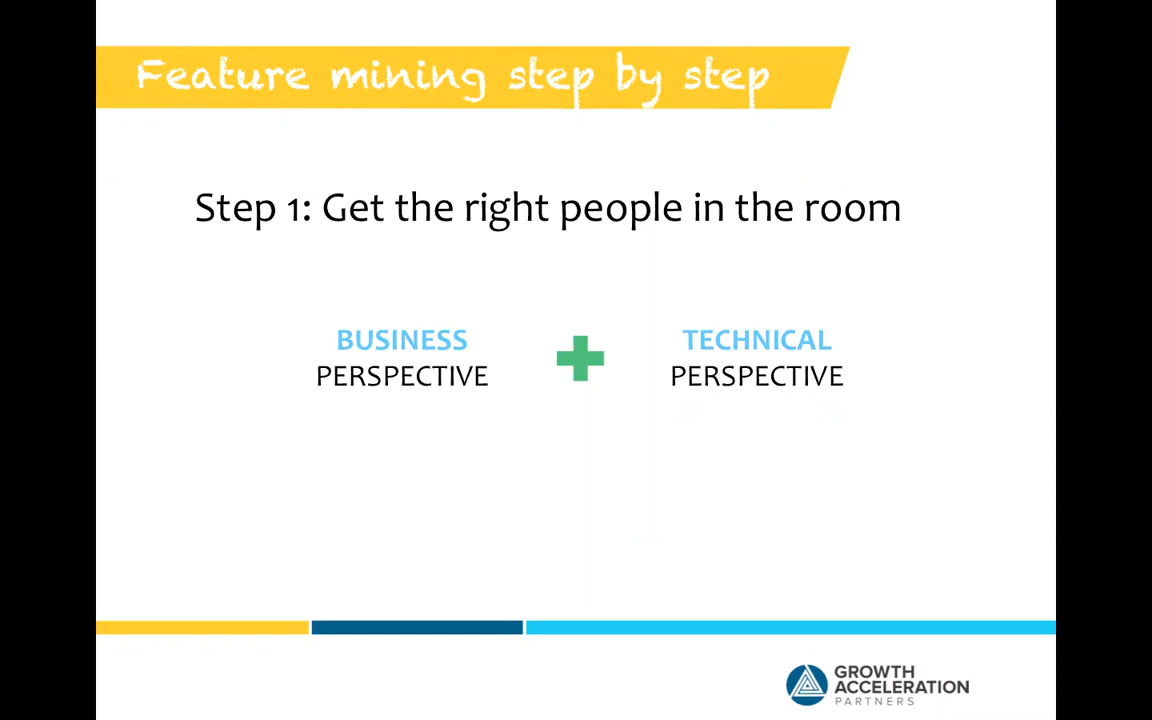 Feature mining step by step
Step 1: Get the right people in the room
BUSINESS
PERSPECTIVE
TECHNICAL
PERSPECTIVE
GROWTH
ACCELERATION
PARTNERS